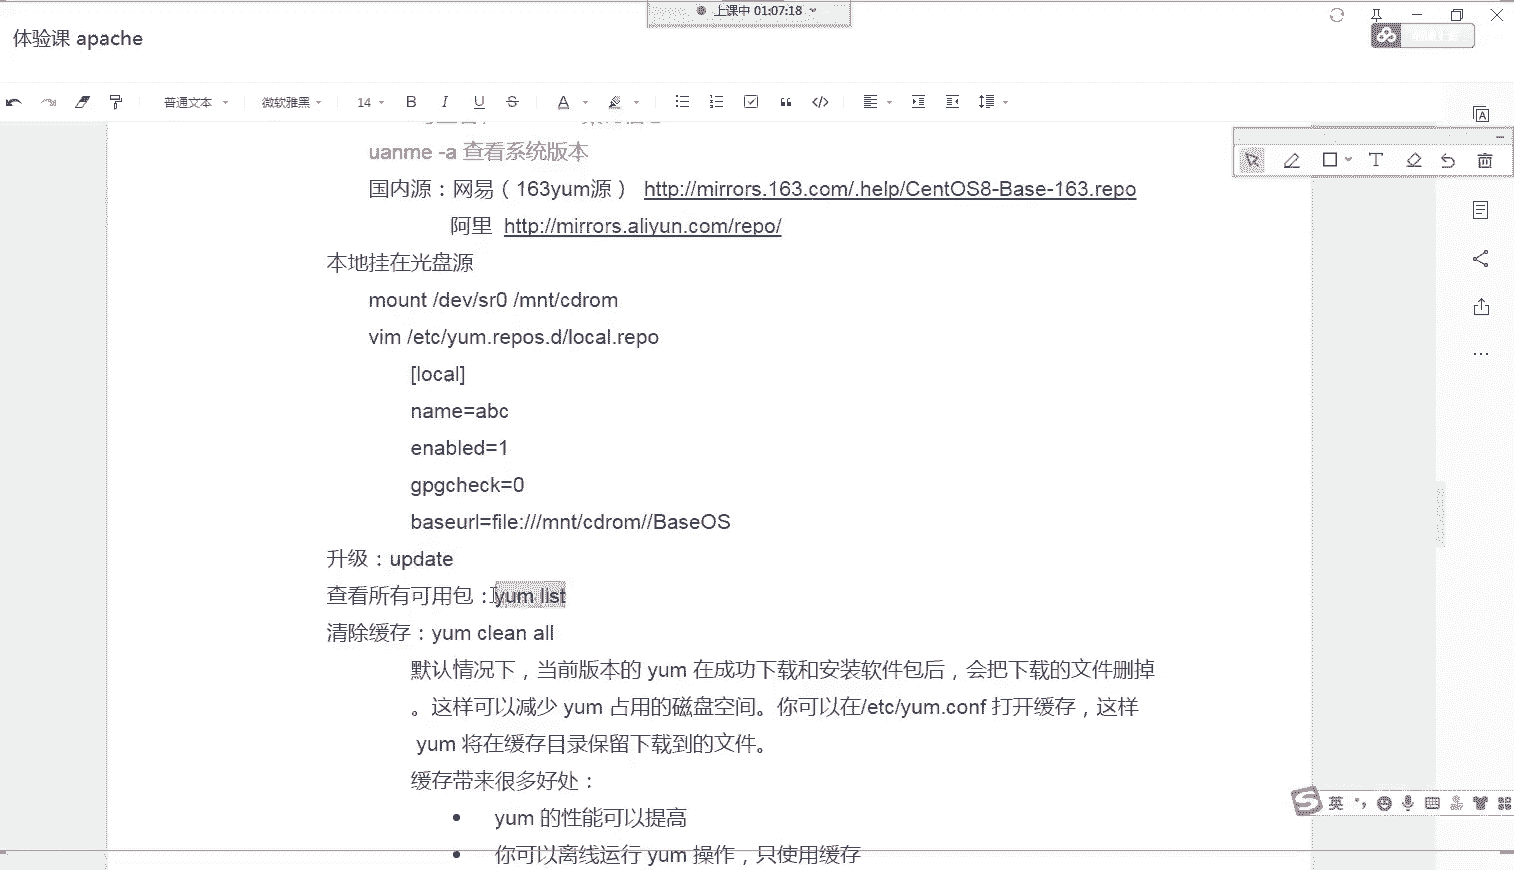 上课中 01:07:18
体验课 apache
普通文本 微软雅黑 14 B I U S A
uanme -a 查看系统版本
国内源：网易（163yum源） http://mirrors.163.com/.help/CentOS8-Base-163.repo
阿里 http://mirrors.aliyun.com/repo/
本地挂在光盘源
mount /dev/sr0 /mnt/cdrom
vim /etc/yum.repos.d/local.repo
[local]
name=abc
enabled=1
gpgcheck=0
baseurl=file:///mnt/cdrom//BaseOS
升级：update
查看所有可用包：yum list
清除缓存：yum clean all
默认情况下，当前版本的 yum 在成功下载和安装软件包后，会把下载的文件删掉
。这样可以减少 yum 占用的磁盘空间。你可以在/etc/yum.conf 打开缓存，这样
yum 将在缓存目录保留下载到的文件。
缓存带来很多好处：
• yum 的性能可以提高
• 你可以离线运行 yum 操作，只使用缓存
英